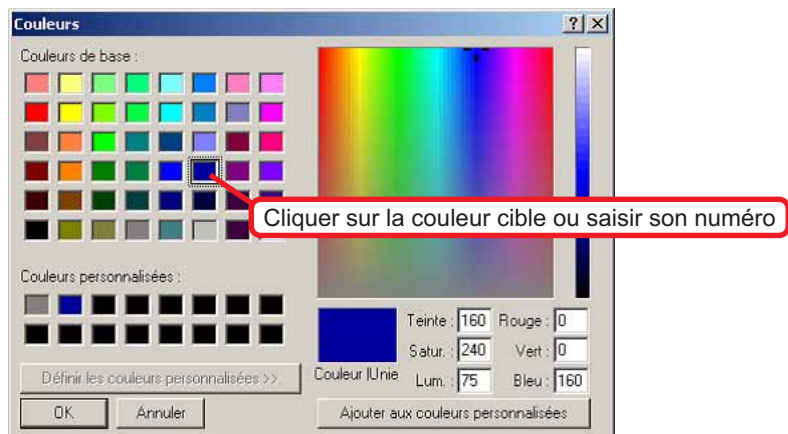 Couleurs
Couleurs de base :
Cliquer sur la couleur cible ou saisir son numéro
Couleurs personnalisées :
Définir les couleurs personnalisées >>
OK
Annuler
Couleur |Unie
Teinte : 160
Rouge : 0
Satur. : 240
Vert : 0
Lum. : 75
Bleu : 160
Ajouter aux couleurs personnalisées